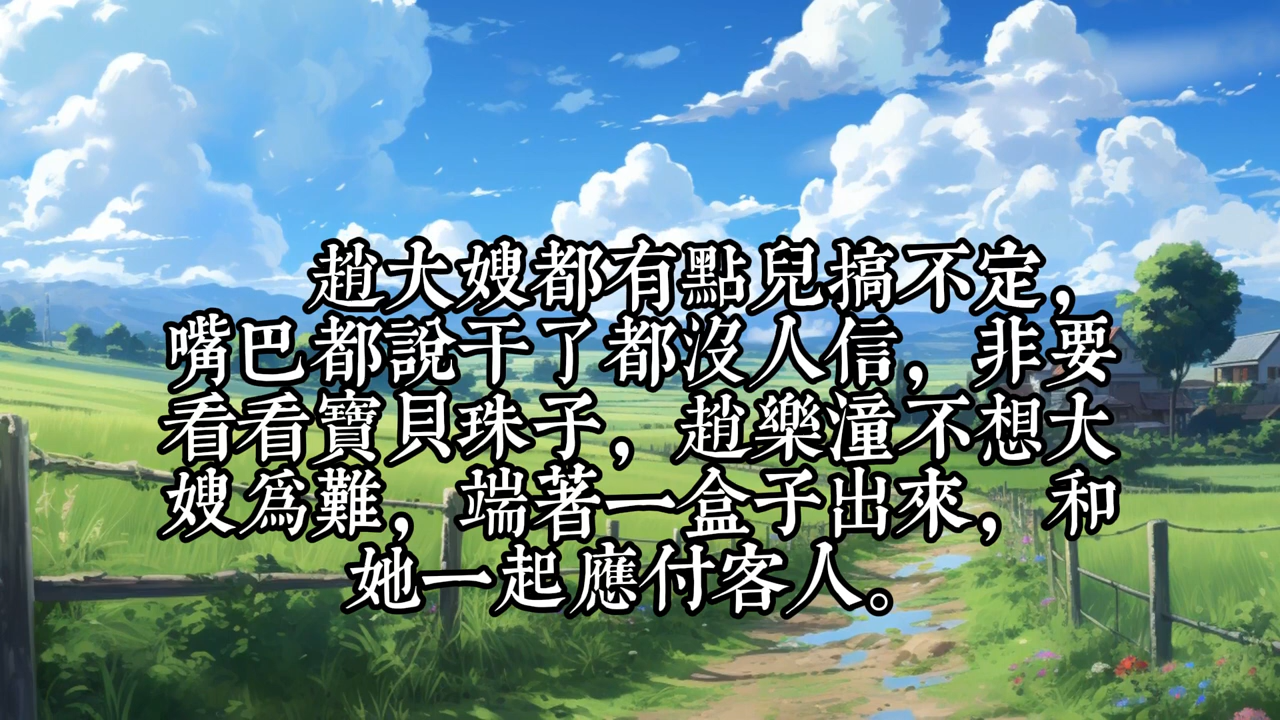 趙大嫂都有點兒搞不定，
嘴巴都說干了都沒人信，非要
看看寶貝珠子，趙樂潼不想大
嫂爲難，端著一盒子出來，和
她一起應付客人。